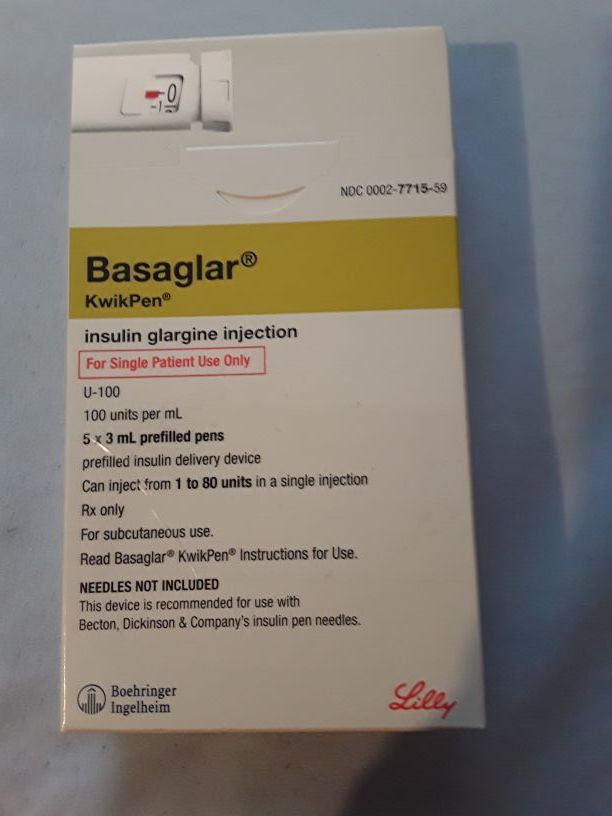 0
1
NDC 0002-7715-59
Basaglar®
KwikPen®
insulin glargine injection
For Single Patient Use Only
U-100
100 units per mL
5 x 3 mL prefilled pens
prefilled insulin delivery device
Can inject from 1 to 80 units in a single injection
Rx only
For subcutaneous use.
Read Basaglar® KwikPen® Instructions for Use.
NEEDLES NOT INCLUDED
This device is recommended for use with
Becton, Dickinson & Company's insulin pen needles.
Boehringer
Ingelheim
Lilly